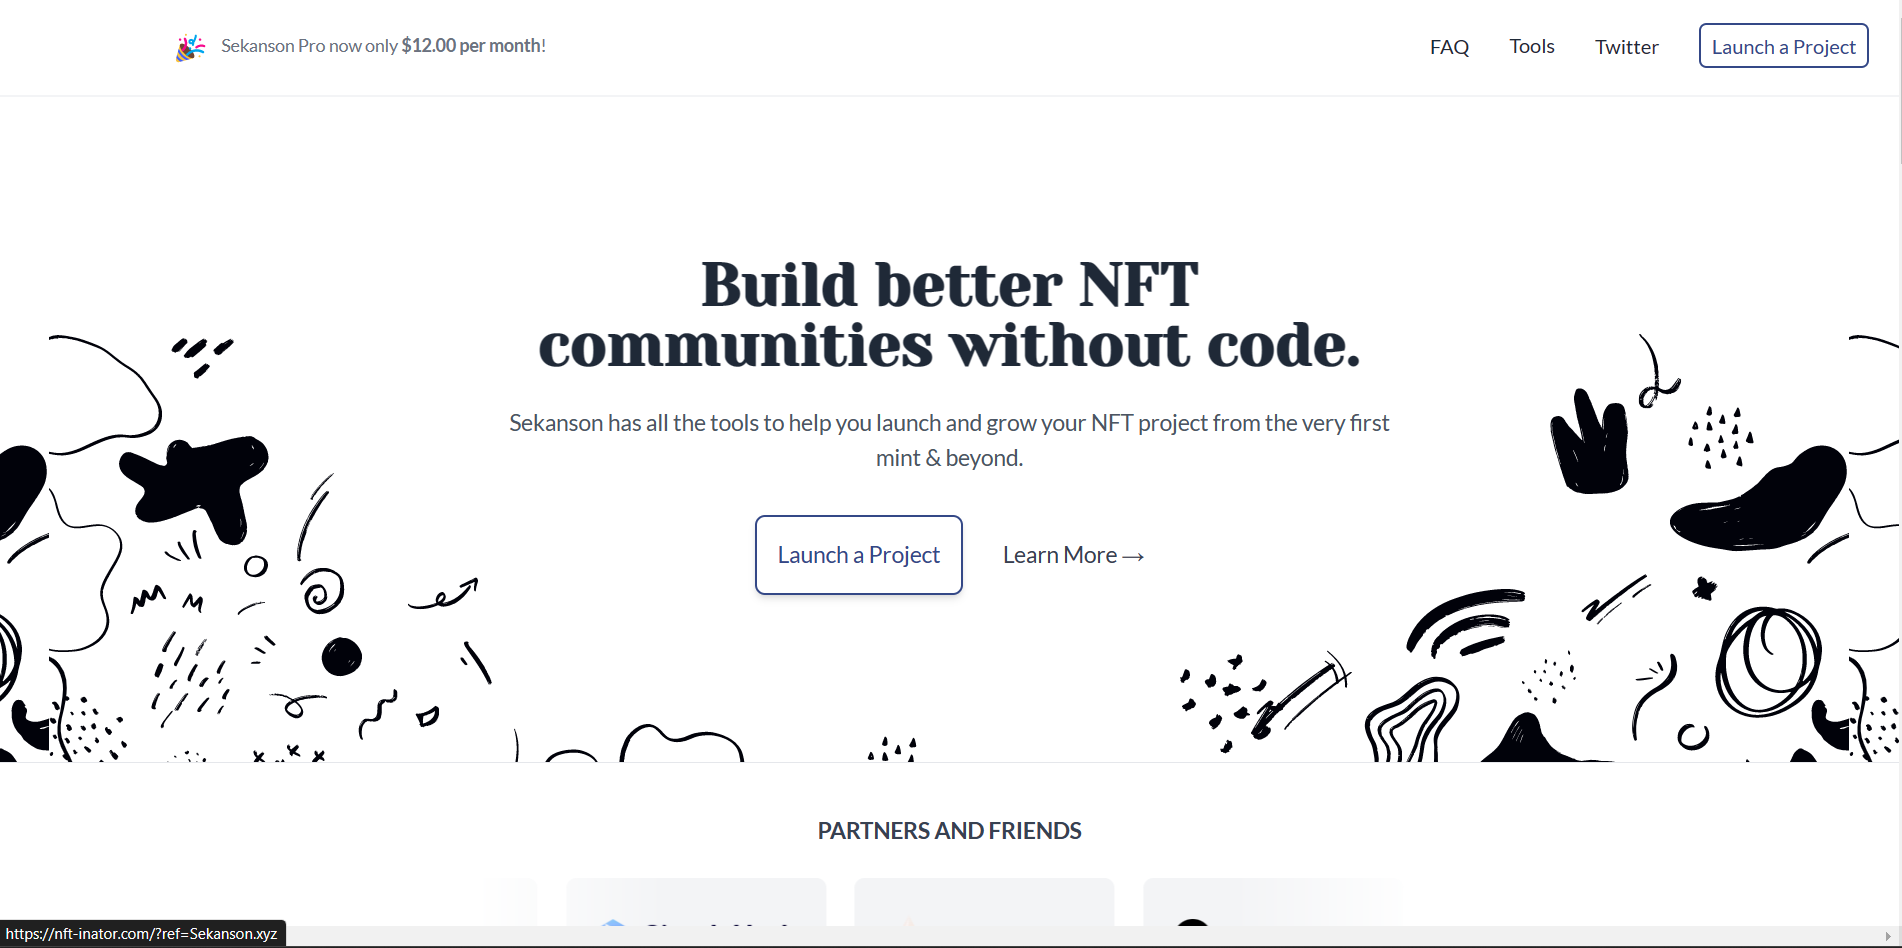 Sekanson Pro now only $12.00 per month!
FAQ
Tools
Twitter
Launch a Project
Build better NFT
communities without code.
Sekanson has all the tools to help you launch and grow your NFT project from the very first
mint & beyond.
Launch a Project
Learn More →
PARTNERS AND FRIENDS
https://nft-inator.com/?ref=Sekanson.xyz